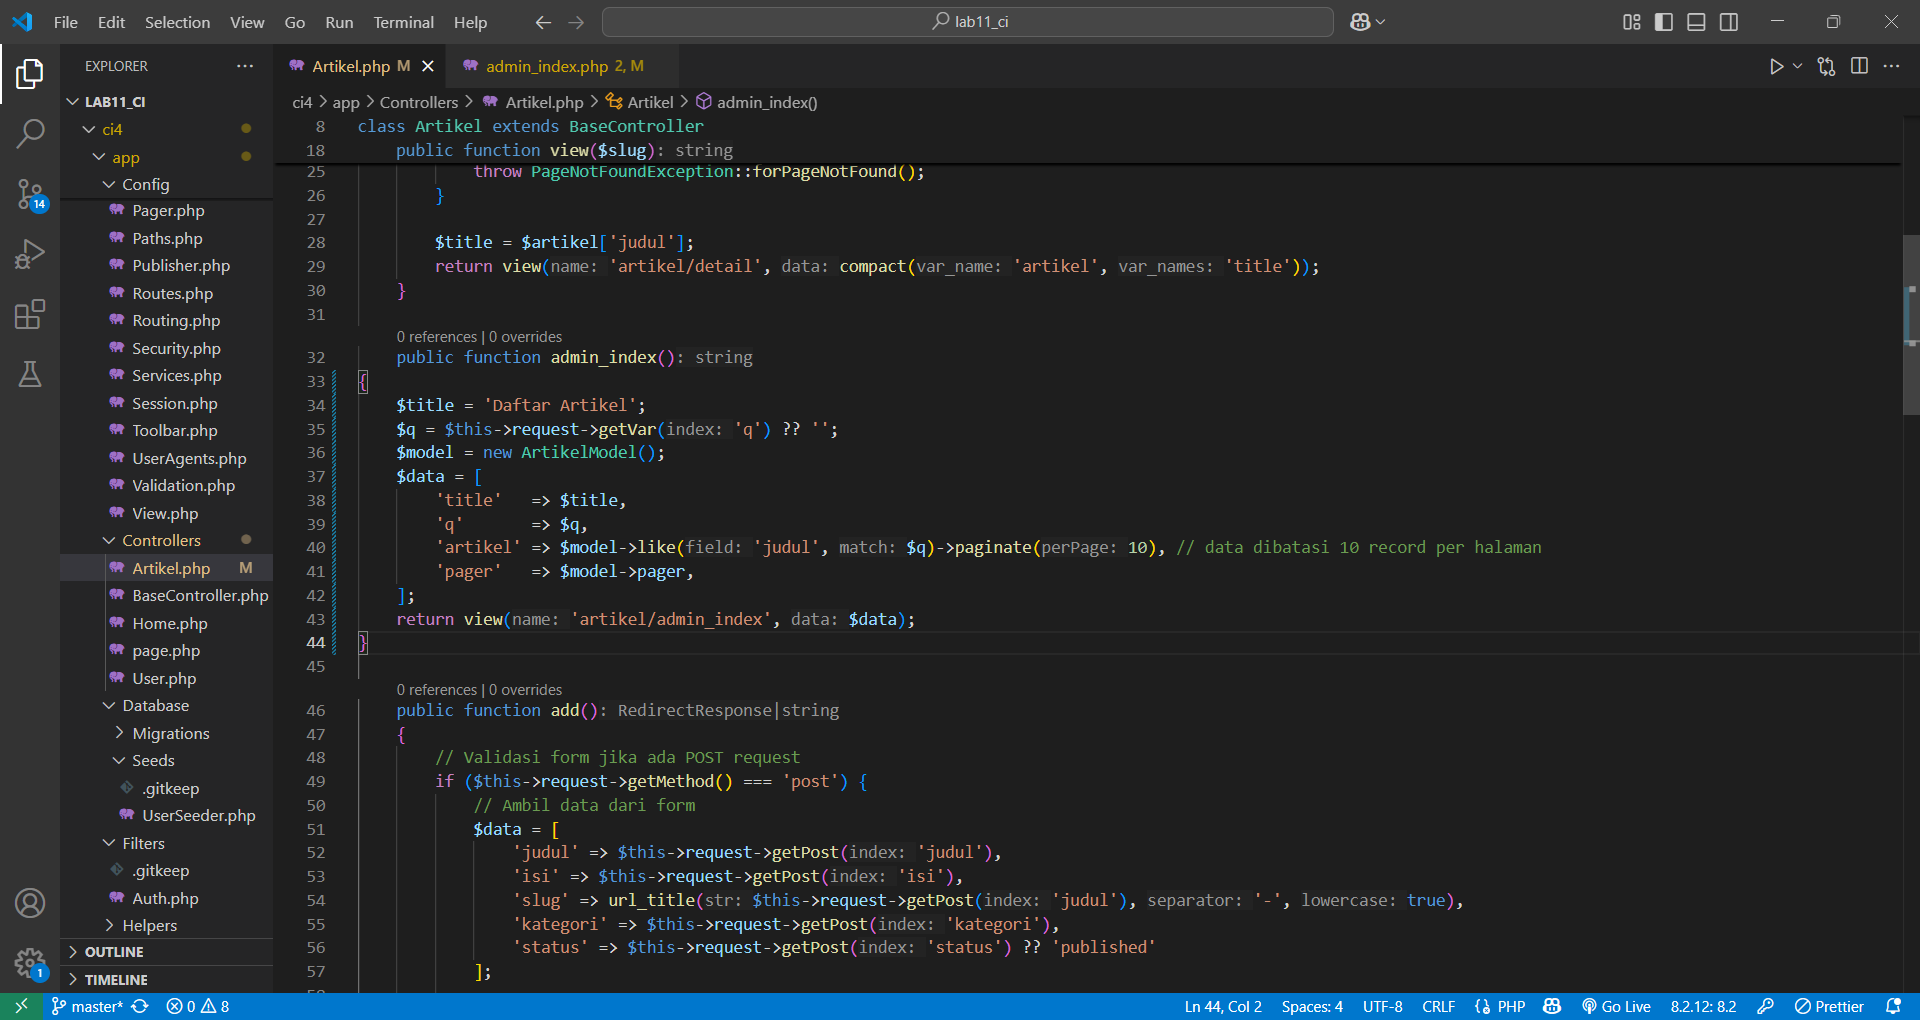 File Edit Selection View Go Run Terminal Help
lab11_ci
EXPLORER
LAB11_CI
ci4
app
Config
Pager.php
Paths.php
Publisher.php
Routes.php
Routing.php
Security.php
Services.php
Session.php
Toolbar.php
UserAgents.php
Validation.php
View.php
Controllers
Artikel.php M
BaseController.php
Home.php
page.php
User.php
Database
Migrations
Seeds
.gitkeep
UserSeeder.php
Filters
.gitkeep
Auth.php
Helpers
OUTLINE
TIMELINE
14
1
Artikel.php M
admin_index.php 2, M
ci4 > app > Controllers > Artikel.php > Artikel > admin_index()
8 class Artikel extends BaseController
18 public function view($slug): string
25 throw PageNotFoundException::forPageNotFound();
26 }
27
28 $title = $artikel['judul'];
29 return view(name: 'artikel/detail', data: compact(var_name: 'artikel', var_names: 'title'));
30 }
31
0 references | 0 overrides
32 public function admin_index(): string
33 {
34 $title = 'Daftar Artikel';
35 $q = $this->request->getVar(index: 'q') ?? '';
36 $model = new ArtikelModel();
37 $data = [
38 'title' => $title,
39 'q' => $q,
40 'artikel' => $model->like(field: 'judul', match: $q)->paginate(perPage: 10), // data dibatasi 10 record per halaman
41 'pager' => $model->pager,
42 ];
43 return view(name: 'artikel/admin_index', data: $data);
44 }
45
0 references | 0 overrides
46 public function add(): RedirectResponse|string
47 {
48 // Validasi form jika ada POST request
49 if ($this->request->getMethod() === 'post') {
50 // Ambil data dari form
51 $data = [
52 'judul' => $this->request->getPost(index: 'judul'),
53 'isi' => $this->request->getPost(index: 'isi'),
54 'slug' => url_title(str: $this->request->getPost(index: 'judul'), separator: '-', lowercase: true),
55 'kategori' => $this->request->getPost(index: 'kategori'),
56 'status' => $this->request->getPost(index: 'status') ?? 'published'
57 ];
master* 0 8 Ln 44, Col 2 Spaces: 4 UTF-8 CRLF PHP Go Live 8.2.12: 8.2 Prettier